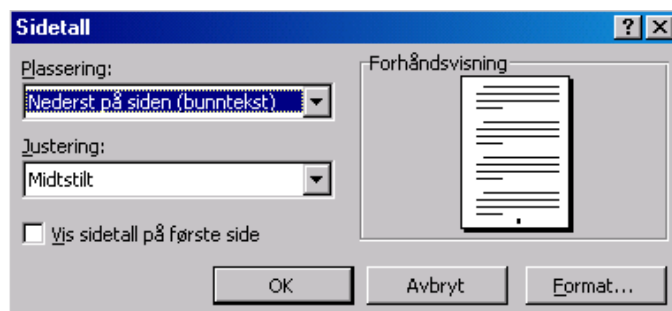 Sidetall
Plassering:
Nederst på siden (bunntekst)
Justering:
Midtstilt
Vis sidetall på første side
Forhåndsvisning
OK
Avbryt
Format...